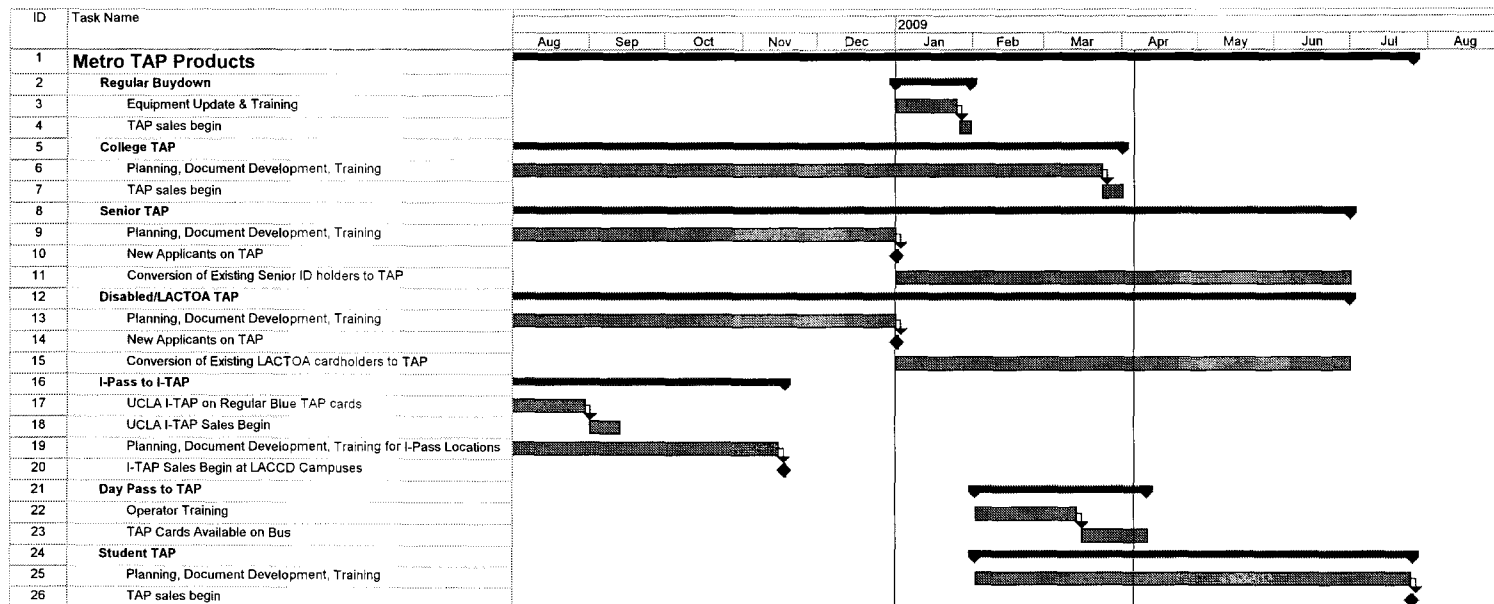 ID Task Name
2009
Aug Sep Oct Nov Dec Jan Feb Mar Apr May Jun Jul Aug
1 Metro TAP Products
2 Regular Buydown
3 Equipment Update & Training
4 TAP sales begin
5 College TAP
6 Planning, Document Development, Training
7 TAP sales begin
8 Senior TAP
9 Planning, Document Development, Training
10 New Applicants on TAP
11 Conversion of Existing Senior ID holders to TAP
12 Disabled/LACTOA TAP
13 Planning, Document Development, Training
14 New Applicants on TAP
15 Conversion of Existing LACTOA cardholders to TAP
16 I-Pass to I-TAP
17 UCLA I-TAP on Regular Blue TAP cards
18 UCLA I-TAP Sales Begin
19 Planning, Document Development, Training for I-Pass Locations
20 I-TAP Sales Begin at LACCD Campuses
21 Day Pass to TAP
22 Operator Training
23 TAP Cards Available on Bus
24 Student TAP
25 Planning, Document Development, Training
26 TAP sales begin